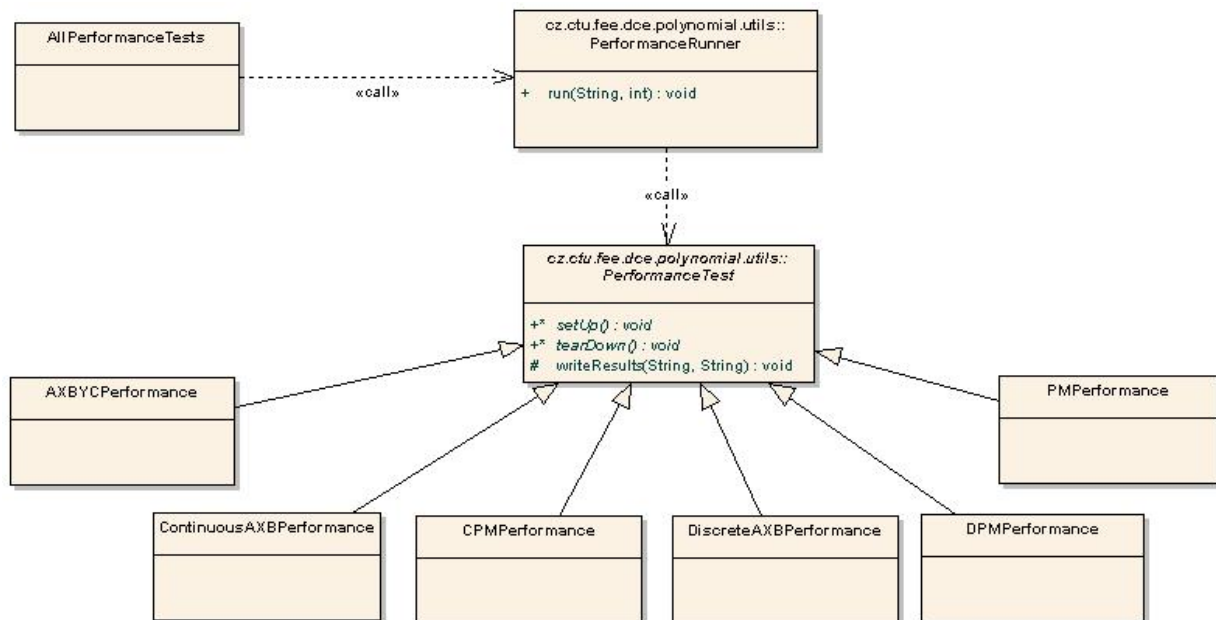 AllPerformanceTests
cz.ctu.fee.dce.polynomial.utils::
PerformanceRunner
+ run(String, int) : void
«call»
«call»
cz.ctu.fee.dce.polynomial.utils::
PerformanceTest
+* setUp() : void
+* tearDown() : void
# writeResults(String, String) : void
AXBYCPerformance
PMPerformance
ContinuousAXBPerformance
CPMPerformance
DiscreteAXBPerformance
DPMPerformance